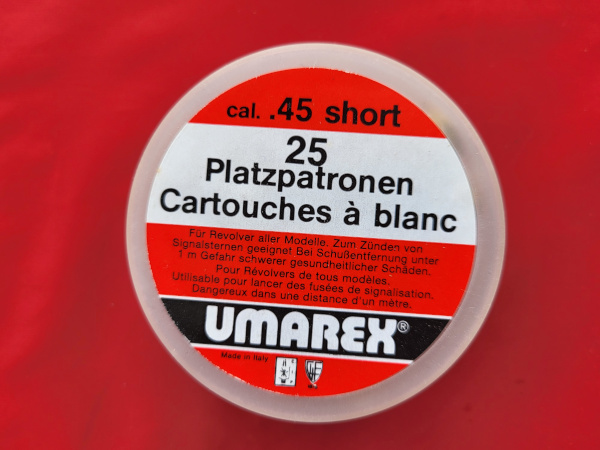 cal. .45 short
25
Platzpatronen
Cartouches à blanc
Für Revolver aller Modelle. Zum Zünden von
Signalsternen geeignet Bei Schußentfernung unter
1 m Gefahr schwerer gesundheitlicher Schäden.
Pour Révolvers de tous modèles.
Utilisable pour lancer des fusées de signalisation.
Dangereux dans une distance d'un mètre.
UMAREX®
Made in Italy